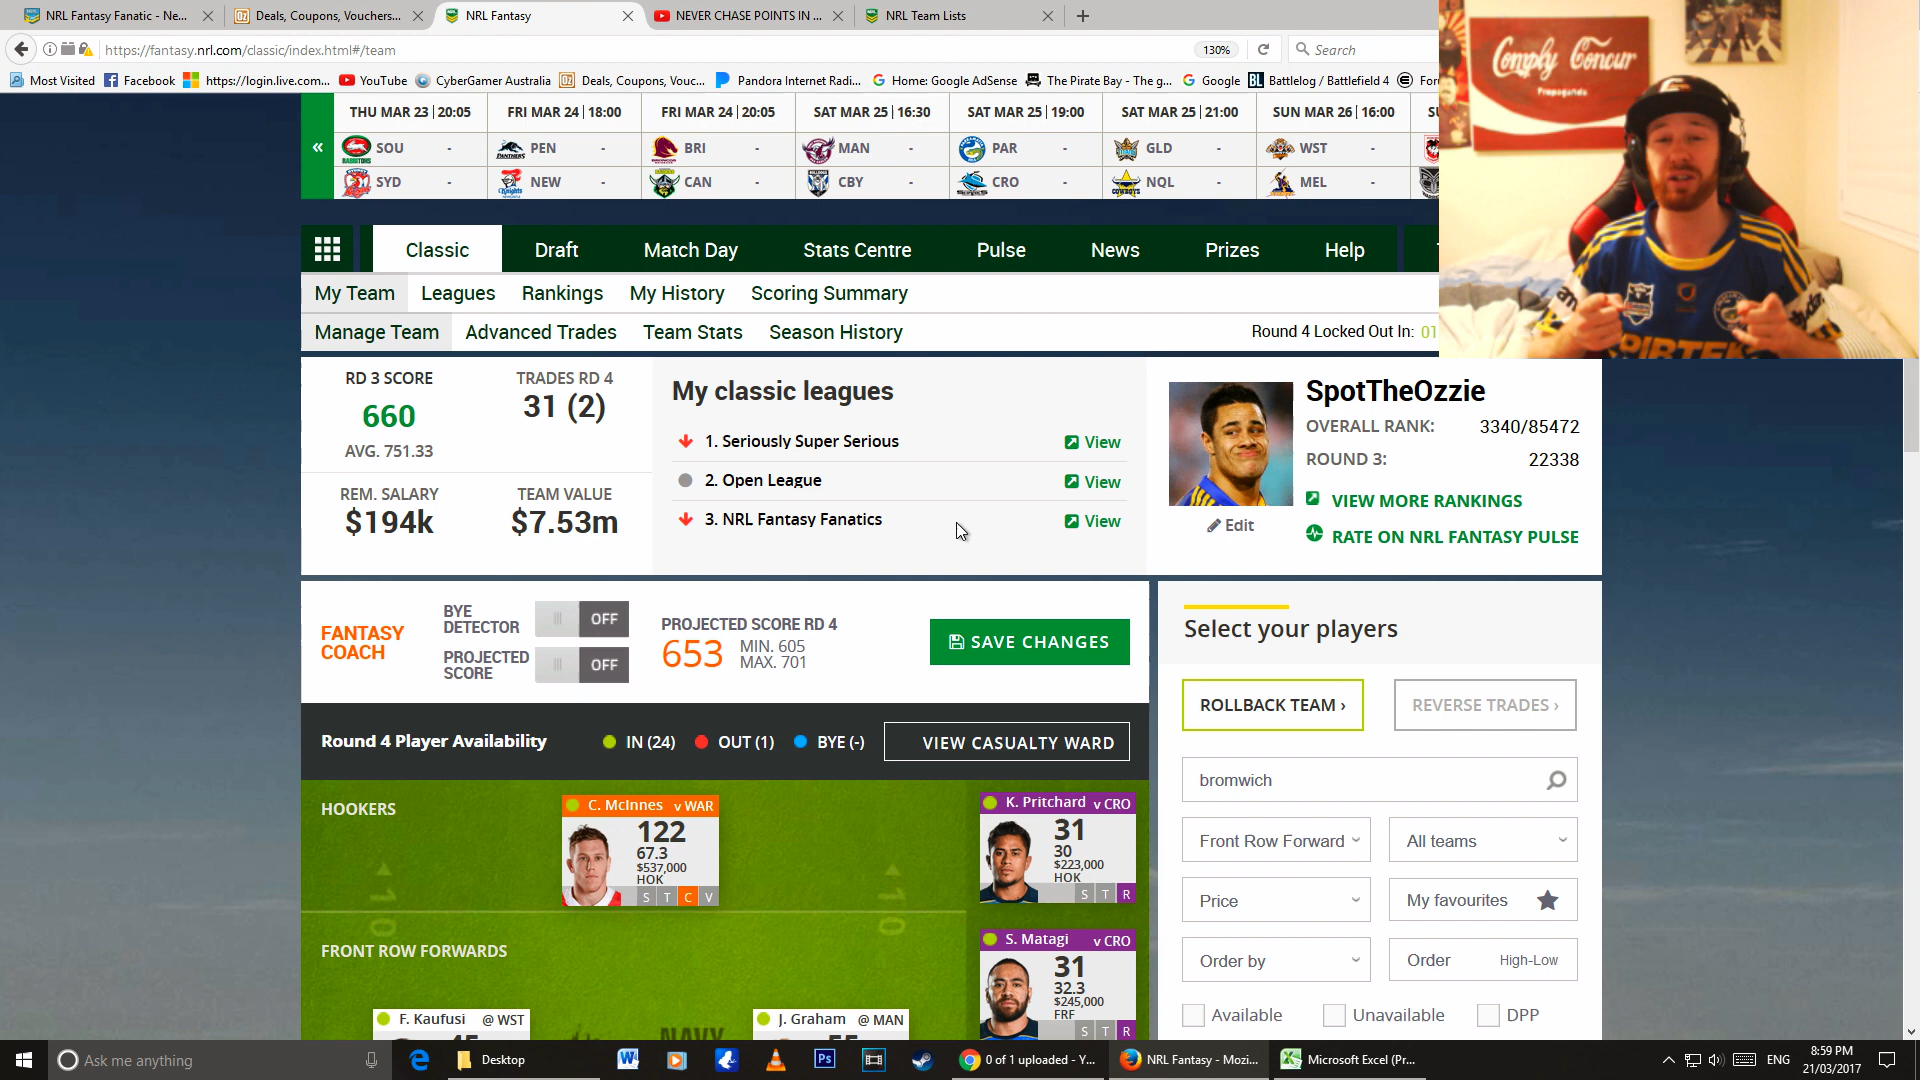 NRL Fantasy Fanatic - Ne...
Deals, Coupons, Vouchers...
NRL Fantasy
NEVER CHASE POINTS IN ...
NRL Team Lists
https://fantasy.nrl.com/classic/index.html#/team
130%
Search
Most Visited
Facebook
https://login.live.com...
YouTube
CyberGamer Australia
Deals, Coupons, Vouc...
Pandora Internet Radi...
Home: Google AdSense
The Pirate Bay - The g...
Google
Battlelog / Battlefield 4
For
THU MAR 23 | 20:05
FRI MAR 24 | 18:00
FRI MAR 24 | 20:05
SAT MAR 25 | 16:30
SAT MAR 25 | 19:00
SAT MAR 25 | 21:00
SUN MAR 26 | 16:00
SOU -
PEN -
BRI -
MAN -
PAR -
GLD -
WST -
SYD -
NEW -
CAN -
CBY -
CRO -
NQL -
MEL -
Comply Concur
Propaganda
Classic
Draft
Match Day
Stats Centre
Pulse
News
Prizes
Help
My Team
Leagues
Rankings
My History
Scoring Summary
Manage Team
Advanced Trades
Team Stats
Season History
Round 4 Locked Out In: 01
PIRTEK
RD 3 SCORE
660
AVG. 751.33
TRADES RD 4
31 (2)
REM. SALARY
$194k
TEAM VALUE
$7.53m
My classic leagues
1. Seriously Super Serious
View
2. Open League
View
3. NRL Fantasy Fanatics
View
Edit
SpotTheOzzie
OVERALL RANK: 3340/85472
ROUND 3: 22338
VIEW MORE RANKINGS
RATE ON NRL FANTASY PULSE
FANTASY
COACH
BYE
DETECTOR
OFF
PROJECTED
SCORE
OFF
PROJECTED SCORE RD 4
653
MIN. 605
MAX. 701
SAVE CHANGES
Select your players
ROLLBACK TEAM ›
REVERSE TRADES ›
Round 4 Player Availability
IN (24)
OUT (1)
BYE (-)
VIEW CASUALTY WARD
bromwich
Front Row Forward
All teams
Price
My favourites
Order by
Order High-Low
Available
Unavailable
DPP
HOOKERS
C. McInnes v WAR
122
67.3
$537,000
HOK
S T C V
K. Pritchard v CRO
31
30
$223,000
HOK
S T R
10
10
FRONT ROW FORWARDS
S. Matagi v CRO
31
32.3
$245,000
FRF
S T R
F. Kaufusi @ WST
J. Graham @ MAN
Ask me anything
Desktop
0 of 1 uploaded - Y...
NRL Fantasy - Mozi...
Microsoft Excel (Pr...
ENG
8:59 PM
21/03/2017